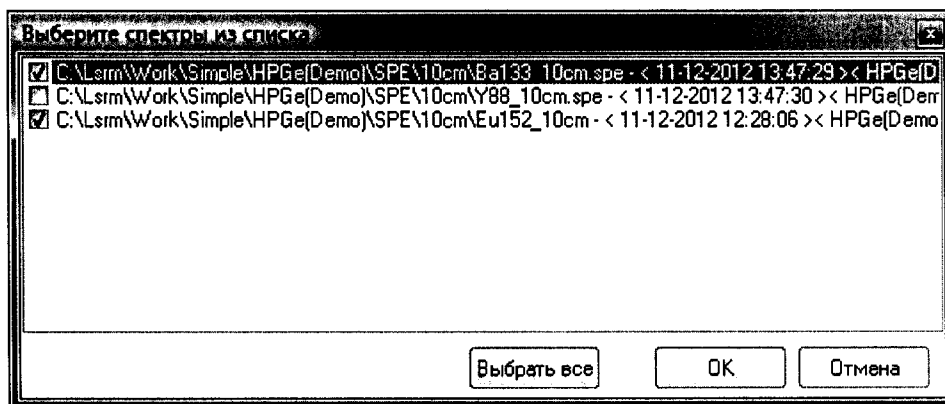 Выберите спектры из списка
C:\Lsrm\Work\Simple\HPGe(Demo)\SPE\10cm\Ba133_10cm.spe - < 11-12-2012 13:47:29 >< HPGe(D
C:\Lsrm\Work\Simple\HPGe(Demo)\SPE\10cm\Y88_10cm.spe - < 11-12-2012 13:47:30 >< HPGe(Dem
C:\Lsrm\Work\Simple\HPGe(Demo)\SPE\10cm\Eu152_10cm - < 11-12-2012 12:28:06 >< HPGe(Demo
Выбрать все OK Отмена